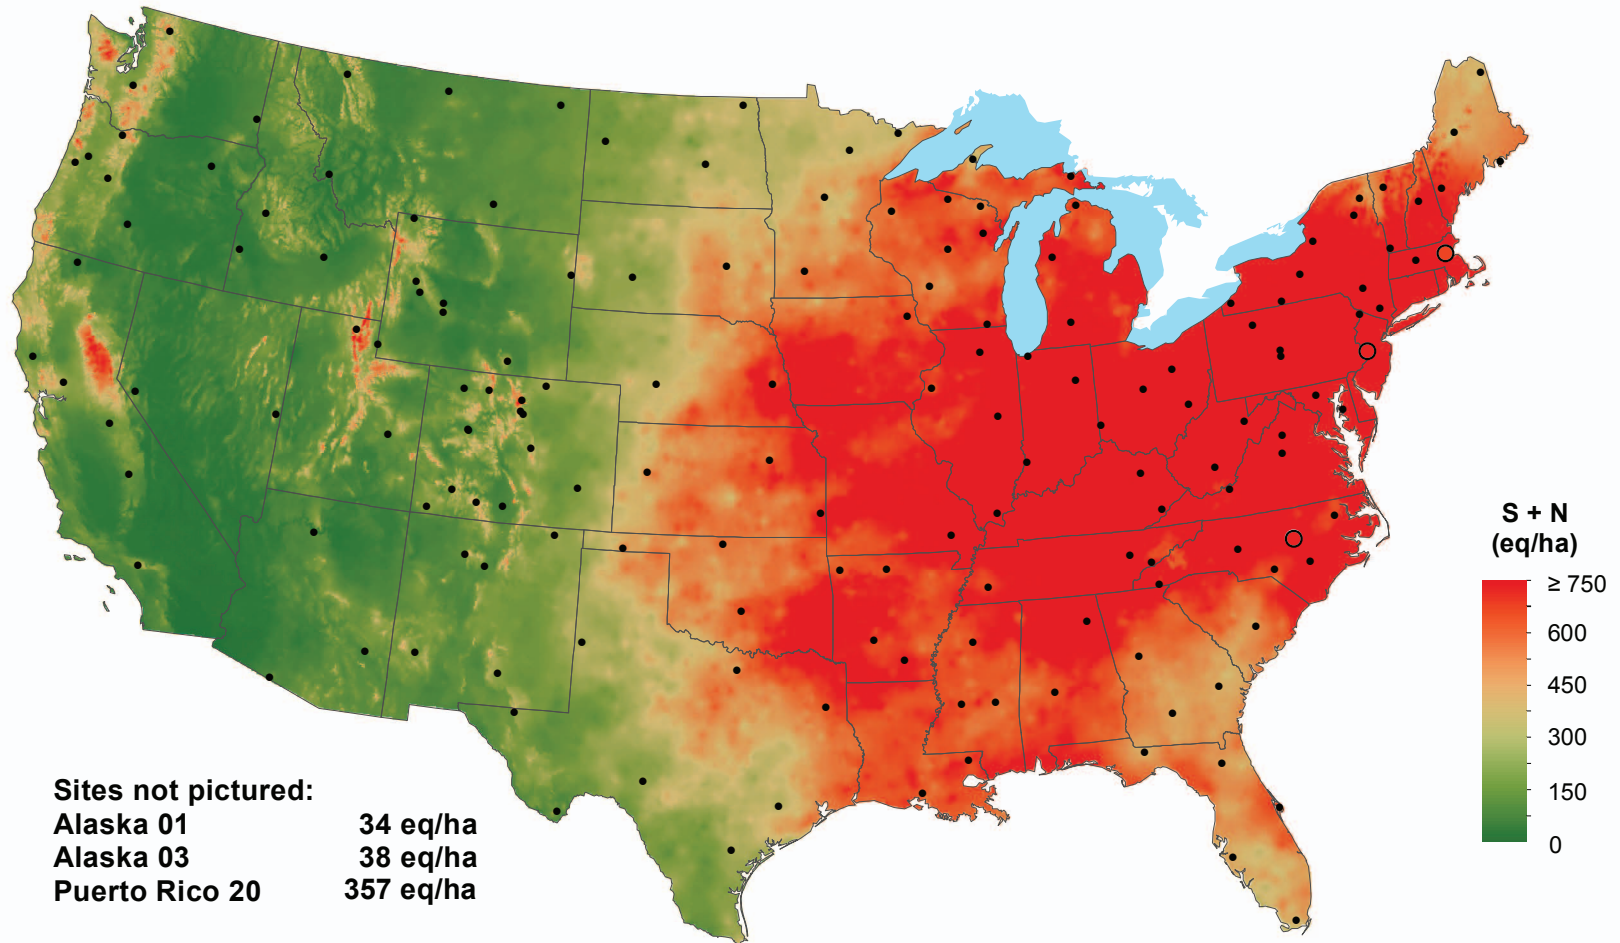 S + N
(eq/ha)
≥ 750
600
450
300
150
0
Sites not pictured:
Alaska 01 34 eq/ha
Alaska 03 38 eq/ha
Puerto Rico 20 357 eq/ha